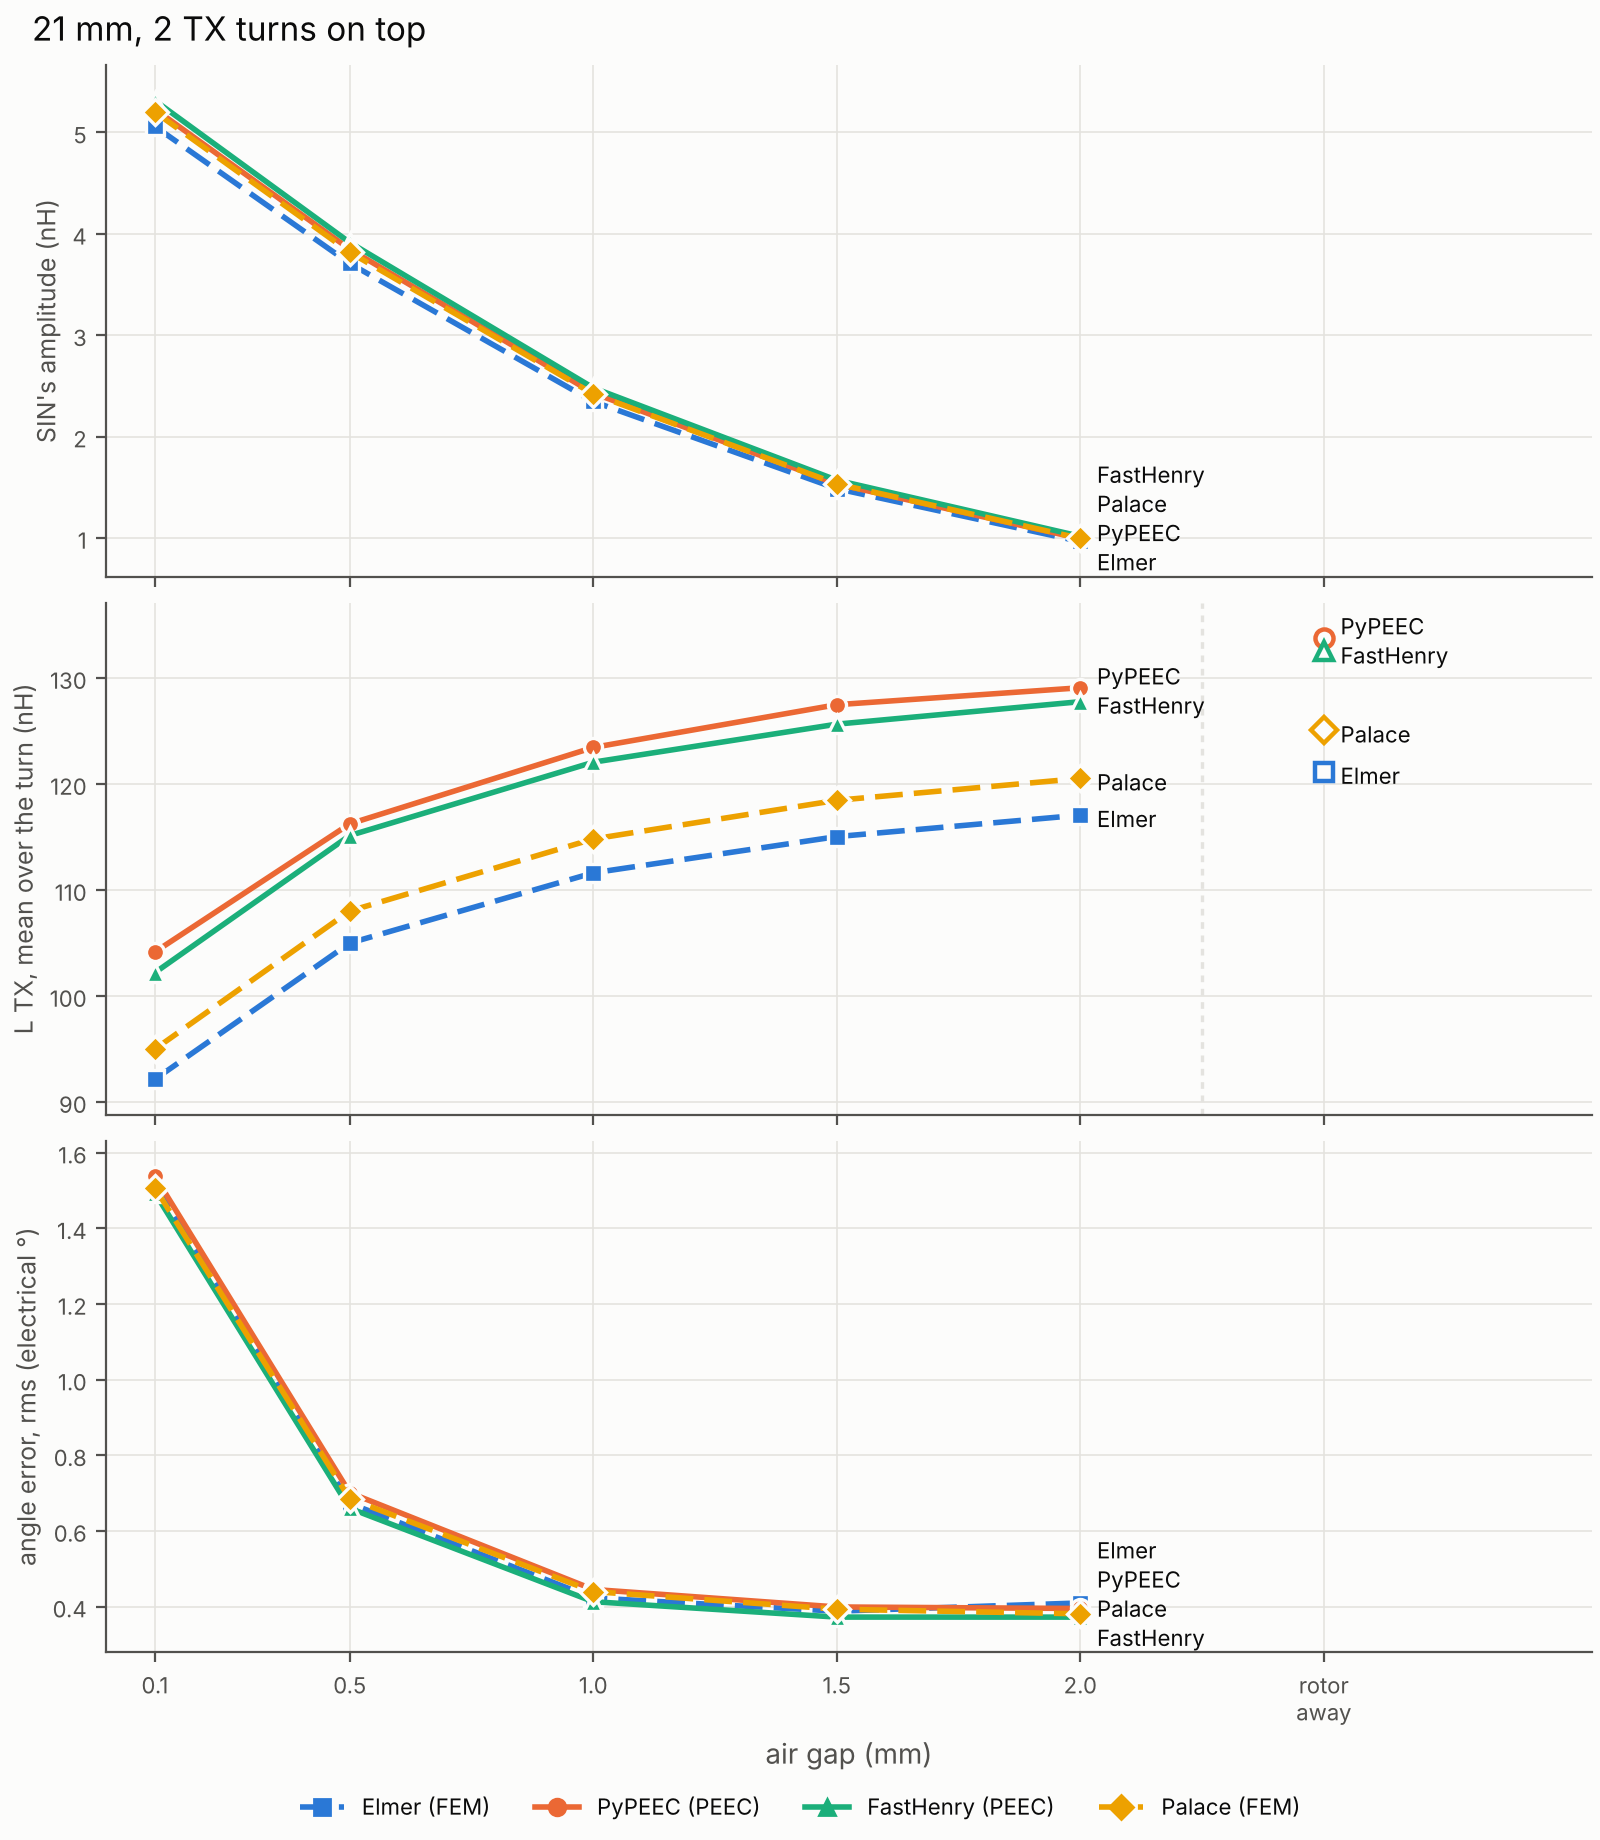 21 mm, 2 TX turns on top
SIN's amplitude (nH)
5
4
3
2
1
FastHenry
Palace
PyPEEC
Elmer
L TX, mean over the turn (nH)
130
120
110
100
90
PyPEEC
FastHenry
Palace
Elmer
PyPEEC
FastHenry
Palace
Elmer
angle error, rms (electrical °)
1.6
1.4
1.2
1.0
0.8
0.6
0.4
Elmer
PyPEEC
Palace
FastHenry
0.1 0.5 1.0 1.5 2.0 rotor
away
air gap (mm)
Elmer (FEM) PyPEEC (PEEC) FastHenry (PEEC) Palace (FEM)